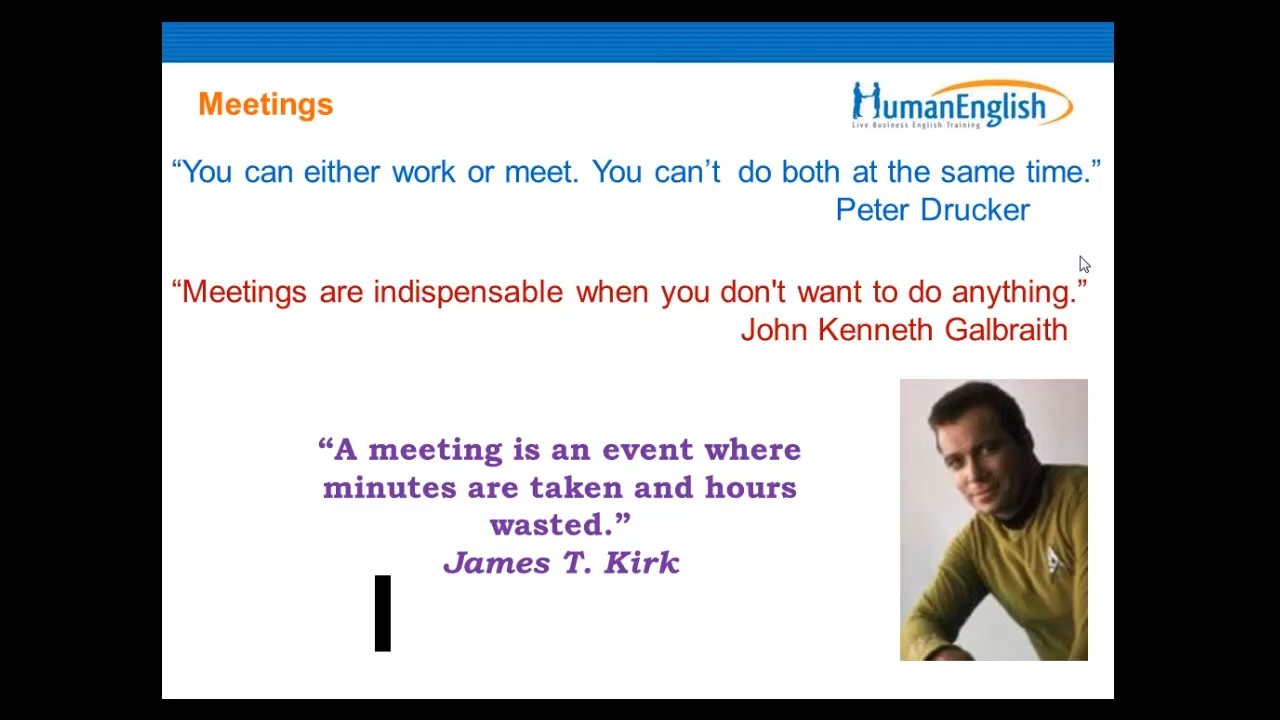 Meetings
HumanEnglish
Live Business English Training
“You can either work or meet. You can’t do both at the same time.”
Peter Drucker
“Meetings are indispensable when you don't want to do anything.”
John Kenneth Galbraith
“A meeting is an event where
minutes are taken and hours
wasted.”
James T. Kirk